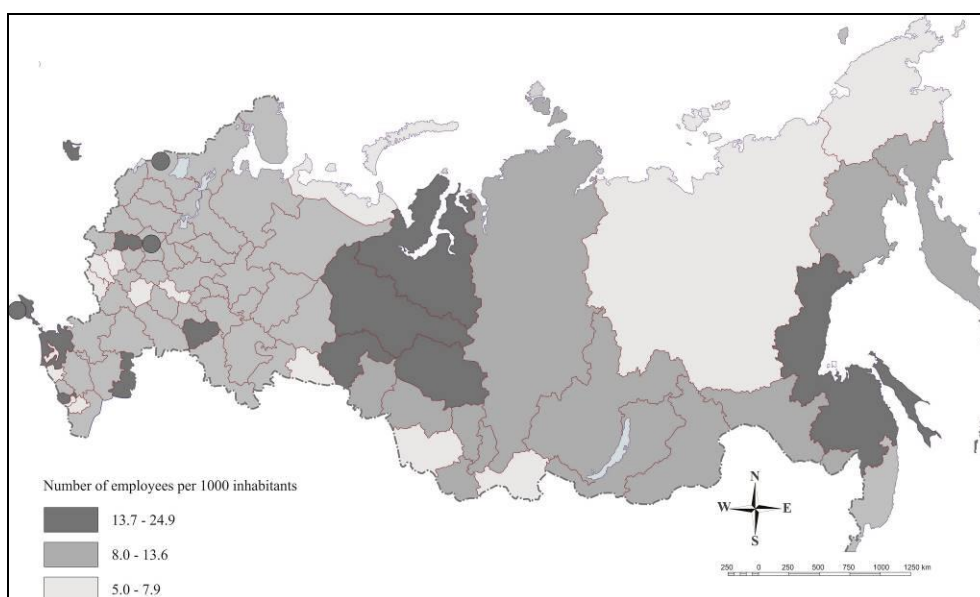 Number of employees per 1000 inhabitants
13.7 - 24.9
8.0 - 13.6
5.0 - 7.9
N
W E
S
250 0 250 500 750 1000 1250 km